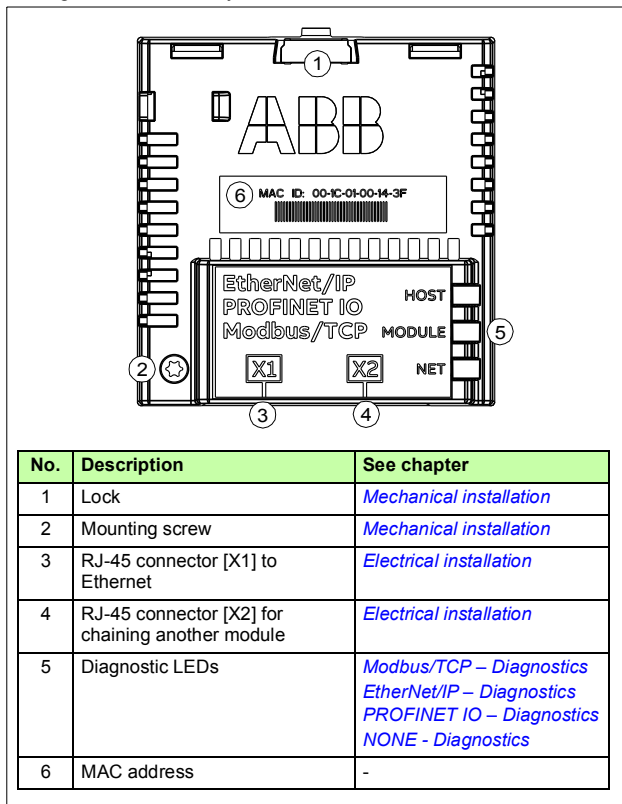 1
ABB
6 MAC ID: 00-1C-01-00-14-3F
EtherNet/IP
PROFINET IO HOST
Modbus/TCP MODULE 5
2 X1 X2 NET
3 4
No. Description See chapter
1 Lock Mechanical installation
2 Mounting screw Mechanical installation
3 RJ-45 connector [X1] to Electrical installation
Ethernet
4 RJ-45 connector [X2] for Electrical installation
chaining another module
5 Diagnostic LEDs Modbus/TCP – Diagnostics
EtherNet/IP – Diagnostics
PROFINET IO – Diagnostics
NONE - Diagnostics
6 MAC address -